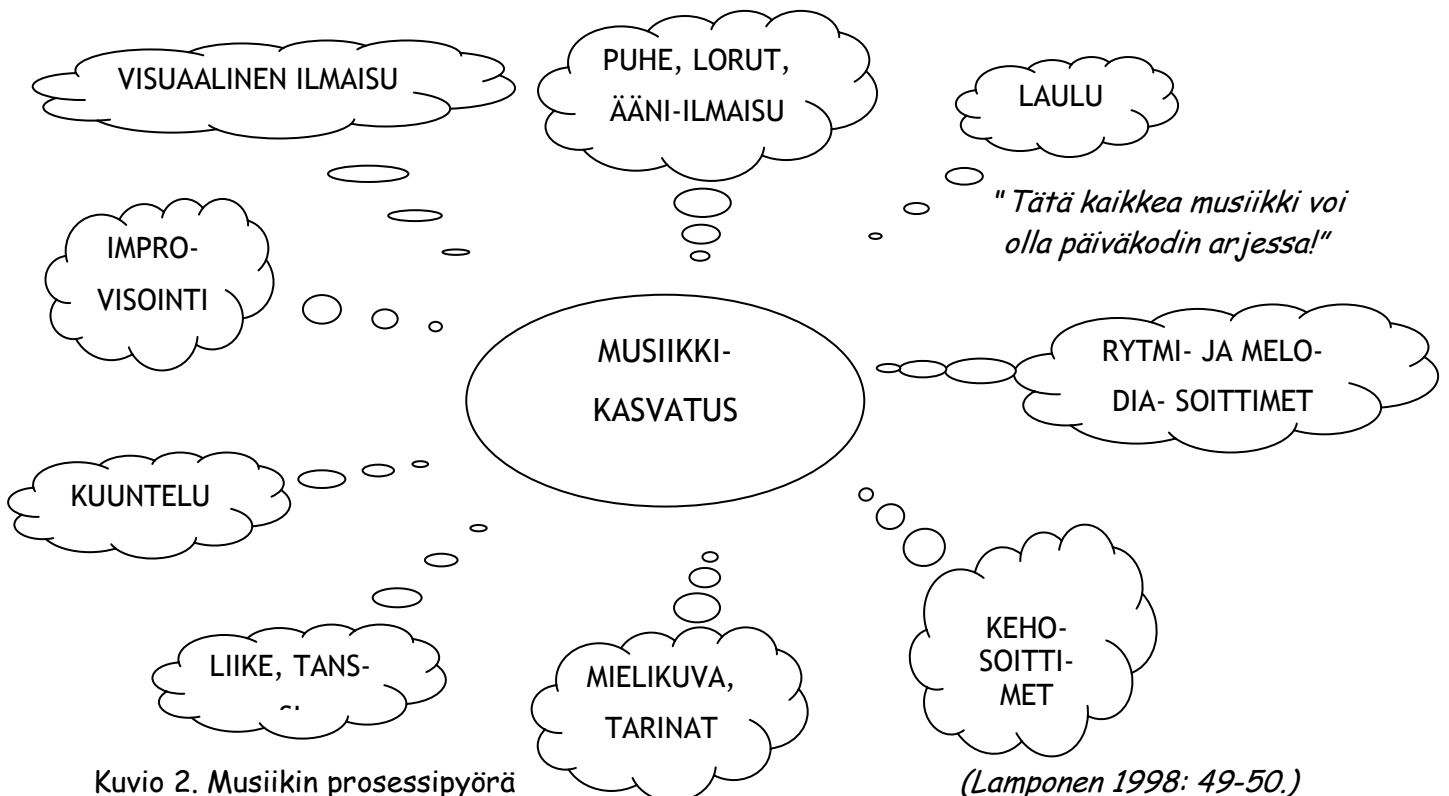 VISUAALINEN ILMAISU
PUHE, LORUT,
ÄÄNI-ILMAISU
LAULU
" Tätä kaikkea musiikki voi
olla päiväkodin arjessa!"
IMPRO-
VISOINTI
MUSIIKKI-
KASVATUS
RYTMI- JA MELO-
DIA- SOITTIMET
KUUNTELU
KEHO-
SOITTI-
MET
LIIKE, TANS-
MIELIKUVA,
TARINAT
Kuvio 2. Musiikin prosessipyörä
(Lamponen 1998: 49-50.)